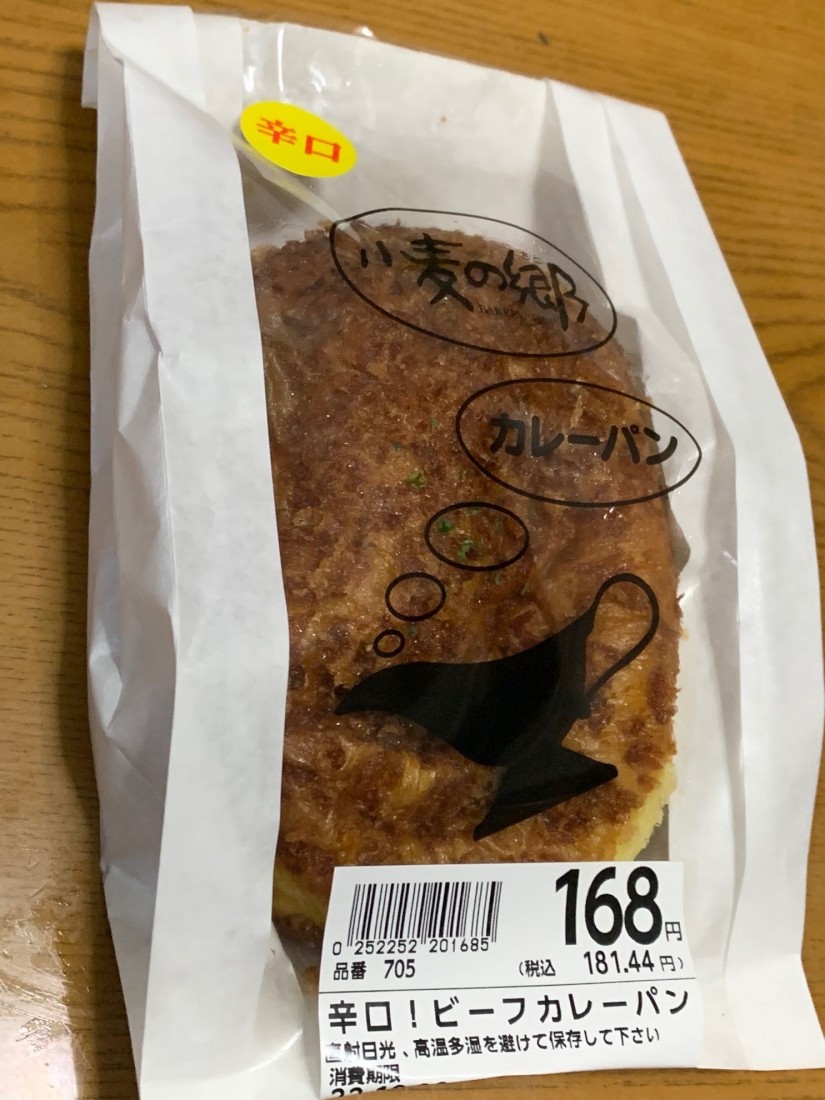 辛口
小麦の郷
カレーパン
168円
0 252252 201685
品番 705
(税込 181.44円)
辛口！ビーフカレーパン
直射日光、高温多湿を避けて保存して下さい
消費期限